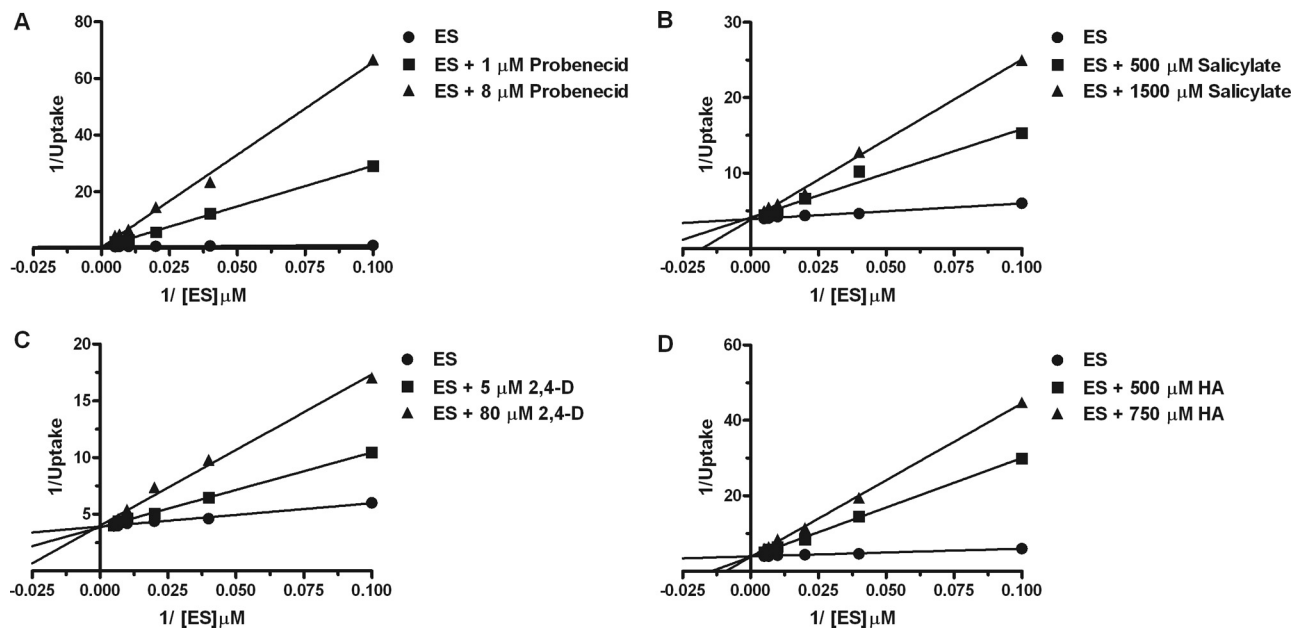 A
ES
ES + 1 μM Probenecid
ES + 8 μM Probenecid
1/Uptake
80
60
40
20
-0.025 0.000 0.025 0.050 0.075 0.100
1/ [ES]μM
B
ES
ES + 500 μM Salicylate
ES + 1500 μM Salicylate
1/Uptake
30
20
10
-0.025 0.000 0.025 0.050 0.075 0.100
1/ [ES]μM
C
ES
ES + 5 μM 2,4-D
ES + 80 μM 2,4-D
1/Uptake
20
15
10
5
-0.025 0.000 0.025 0.050 0.075 0.100
1/ [ES]μM
D
ES
ES + 500 μM HA
ES + 750 μM HA
1/Uptake
60
40
20
-0.025 0.000 0.025 0.050 0.075 0.100
1/ [ES]μM